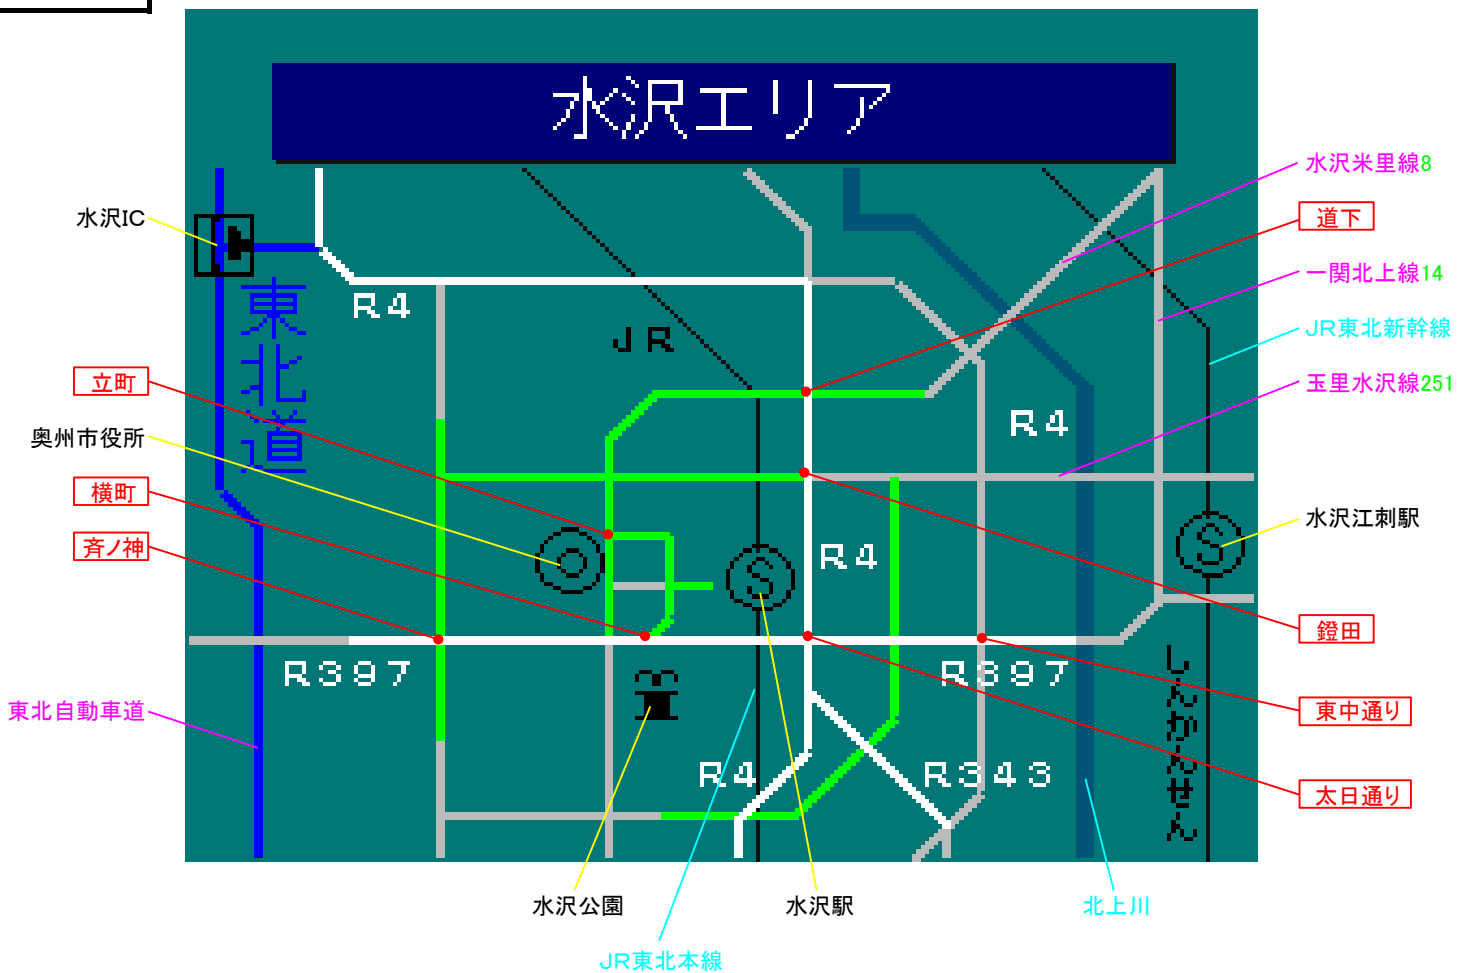 水沢エリア
水沢米里線8
道下
水沢IC
一関北上線14
東北道
R4
JR
JR東北新幹線
立町
玉里水沢線251
R4
奥州市役所
横町
水沢江刺駅
斉ノ神
R4
S
S
鐙田
R397
R397
東北自動車道
東中通り
しんかんせん
R4
R343
太日通り
水沢公園
水沢駅
北上川
JR東北本線